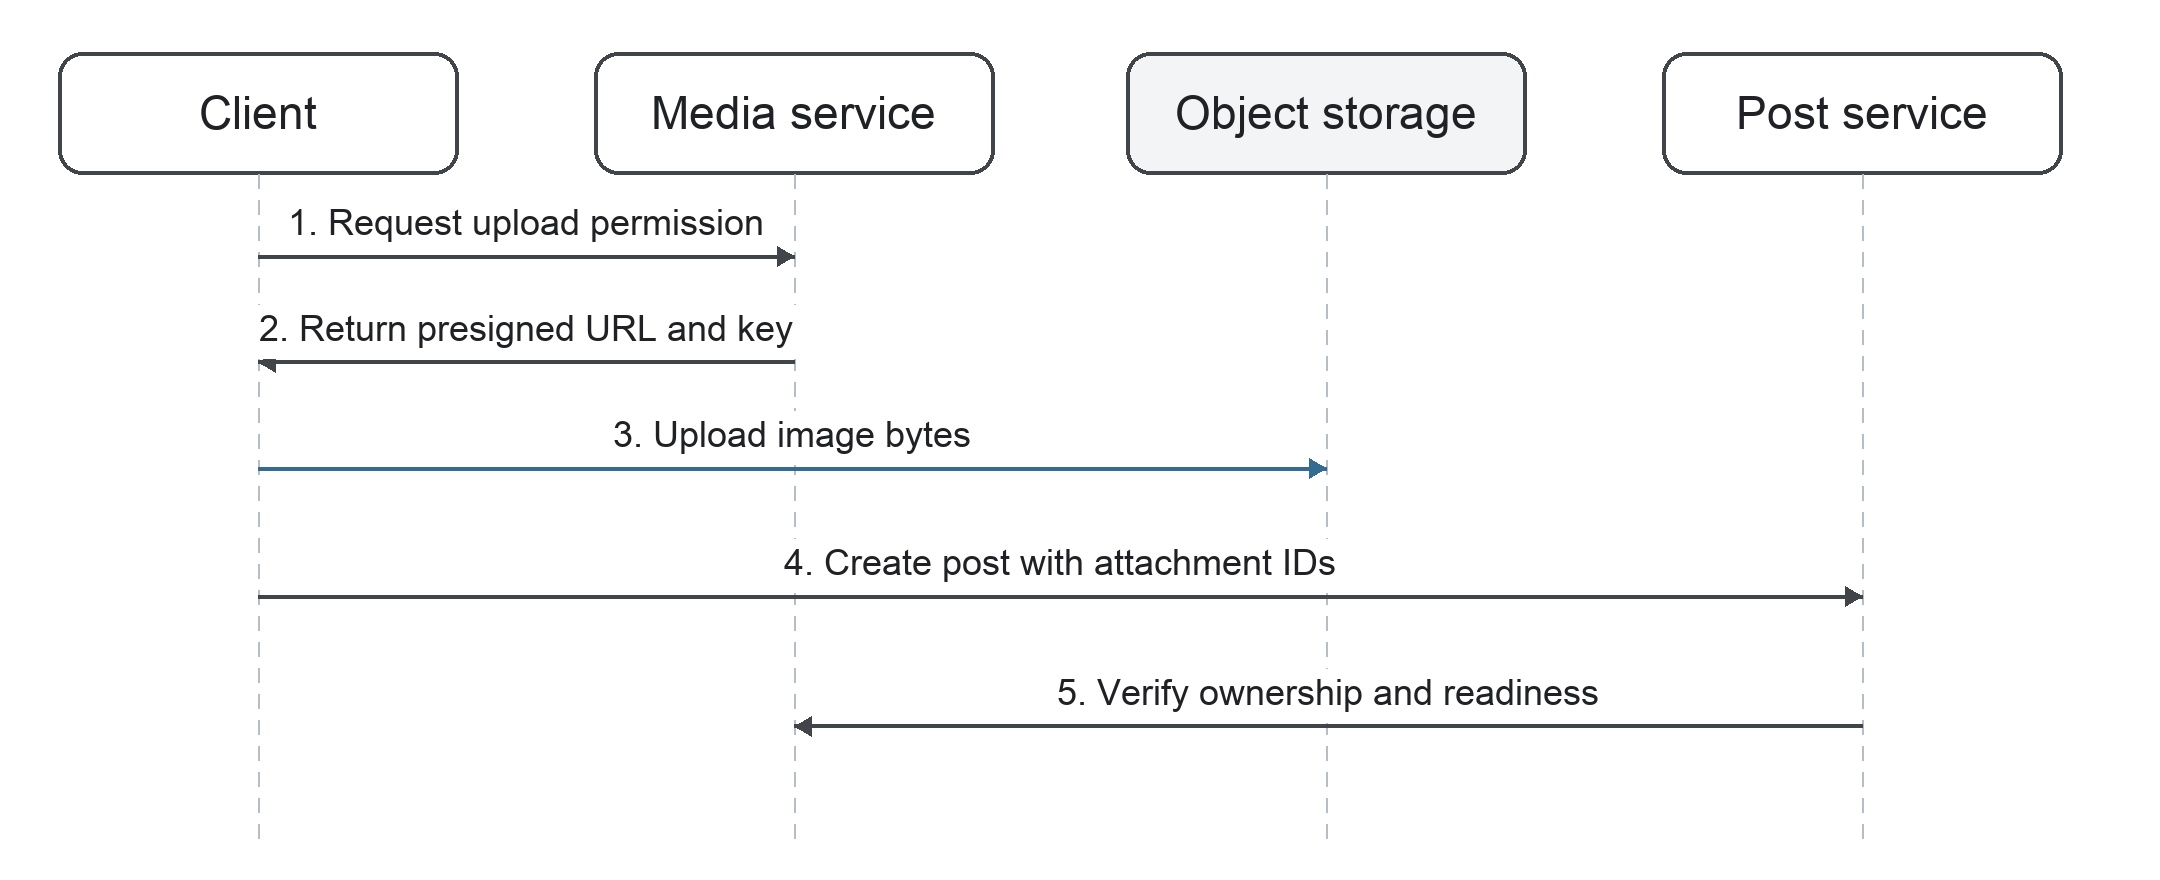 Client
Media service
Object storage
Post service
1. Request upload permission
2. Return presigned URL and key
3. Upload image bytes
4. Create post with attachment IDs
5. Verify ownership and readiness